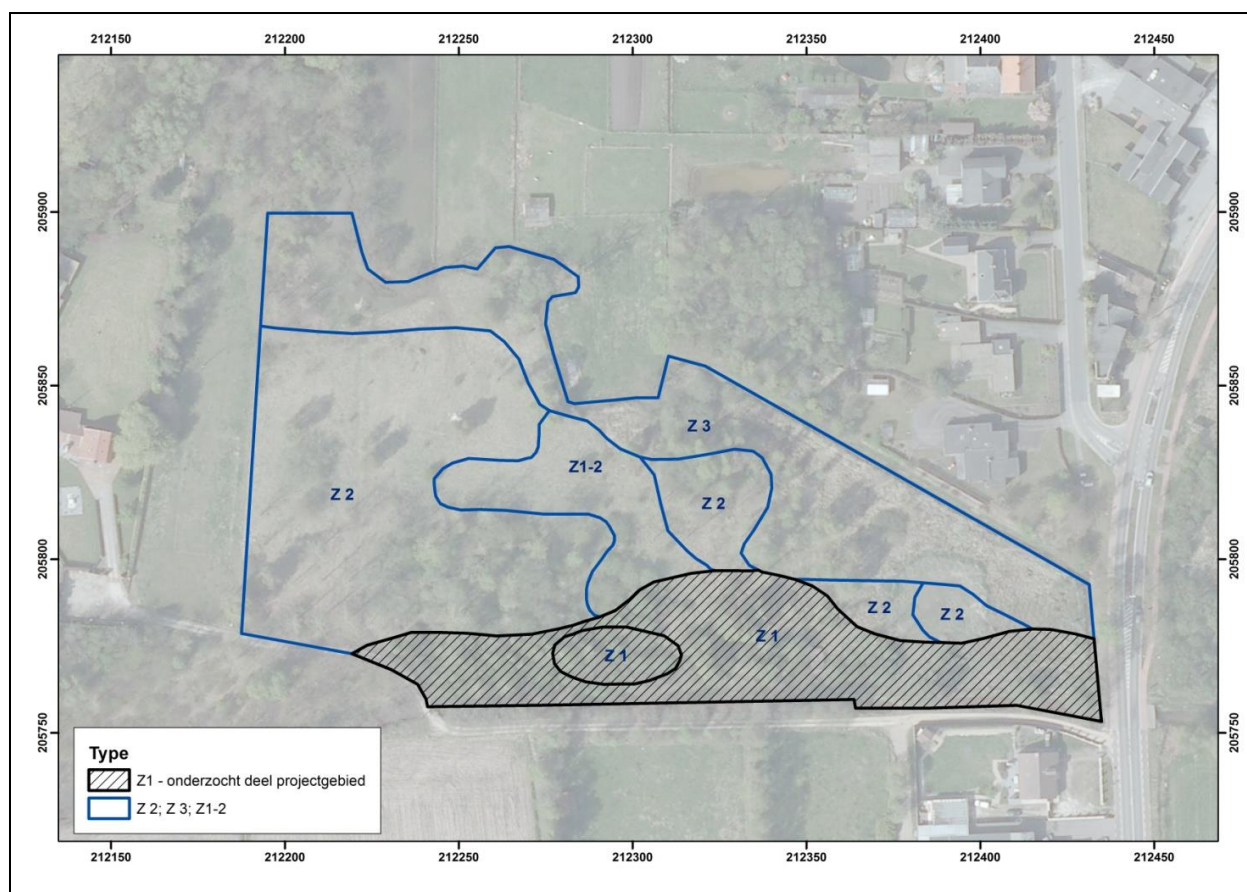 212150 212200 212250 212300 212350 212400 212450
205900 205900
205850 205850
Z 3
Z1-2
Z 2
Z 2
205800 205800
Z 2
Z 2
Z 1
Z 1
205750 205750
Type
Z1 - onderzocht deel projectgebied
Z 2; Z 3; Z1-2
212150 212200 212250 212300 212350 212400 212450